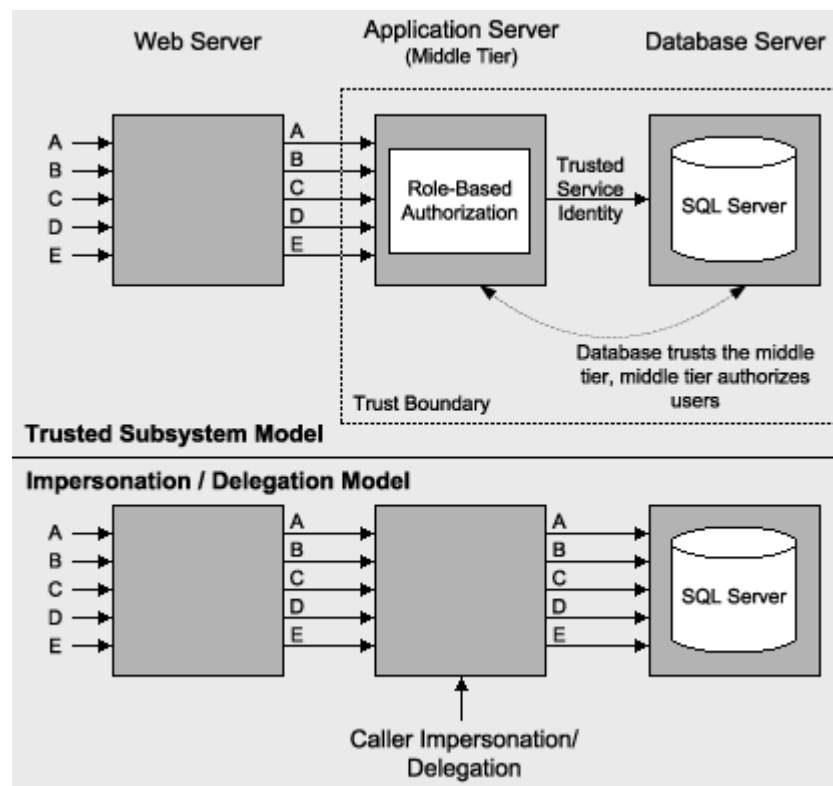 Web Server
Application Server
(Middle Tier)
Database Server
A
B
C
D
E
A
B
C
D
E
Role-Based
Authorization
Trusted
Service
Identity
SQL Server
Database trusts the middle
tier, middle tier authorizes
users
Trust Boundary
Trusted Subsystem Model
Impersonation / Delegation Model
A
B
C
D
E
A
B
C
D
E
A
B
C
D
E
SQL Server
Caller Impersonation/
Delegation